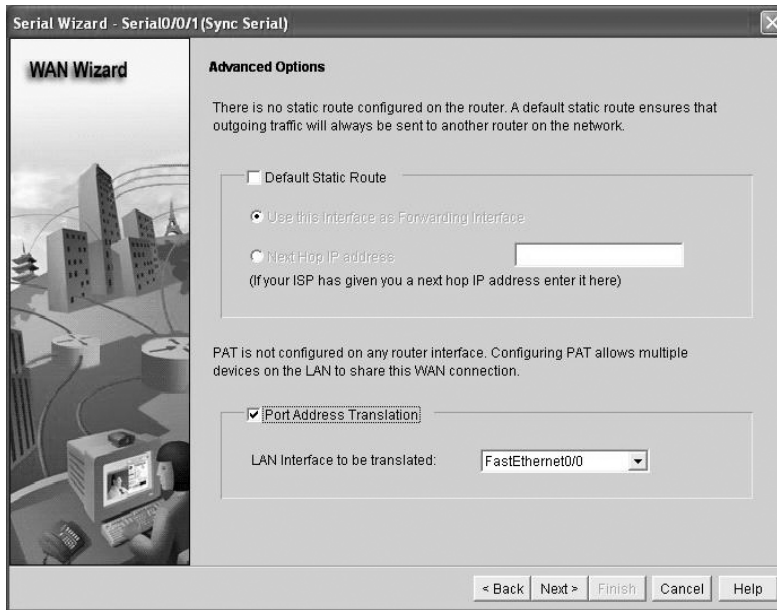 Serial Wizard - Serial0/0/1(Sync Serial)
WAN Wizard
Advanced Options
There is no static route configured on the router. A default static route ensures that
outgoing traffic will always be sent to another router on the network.
Default Static Route
Use this Interface as Forwarding Interface
Next Hop IP address
(If your ISP has given you a next hop IP address enter it here)
PAT is not configured on any router interface. Configuring PAT allows multiple
devices on the LAN to share this WAN connection.
Port Address Translation
LAN Interface to be translated: FastEthernet0/0
< Back Next > Finish Cancel Help